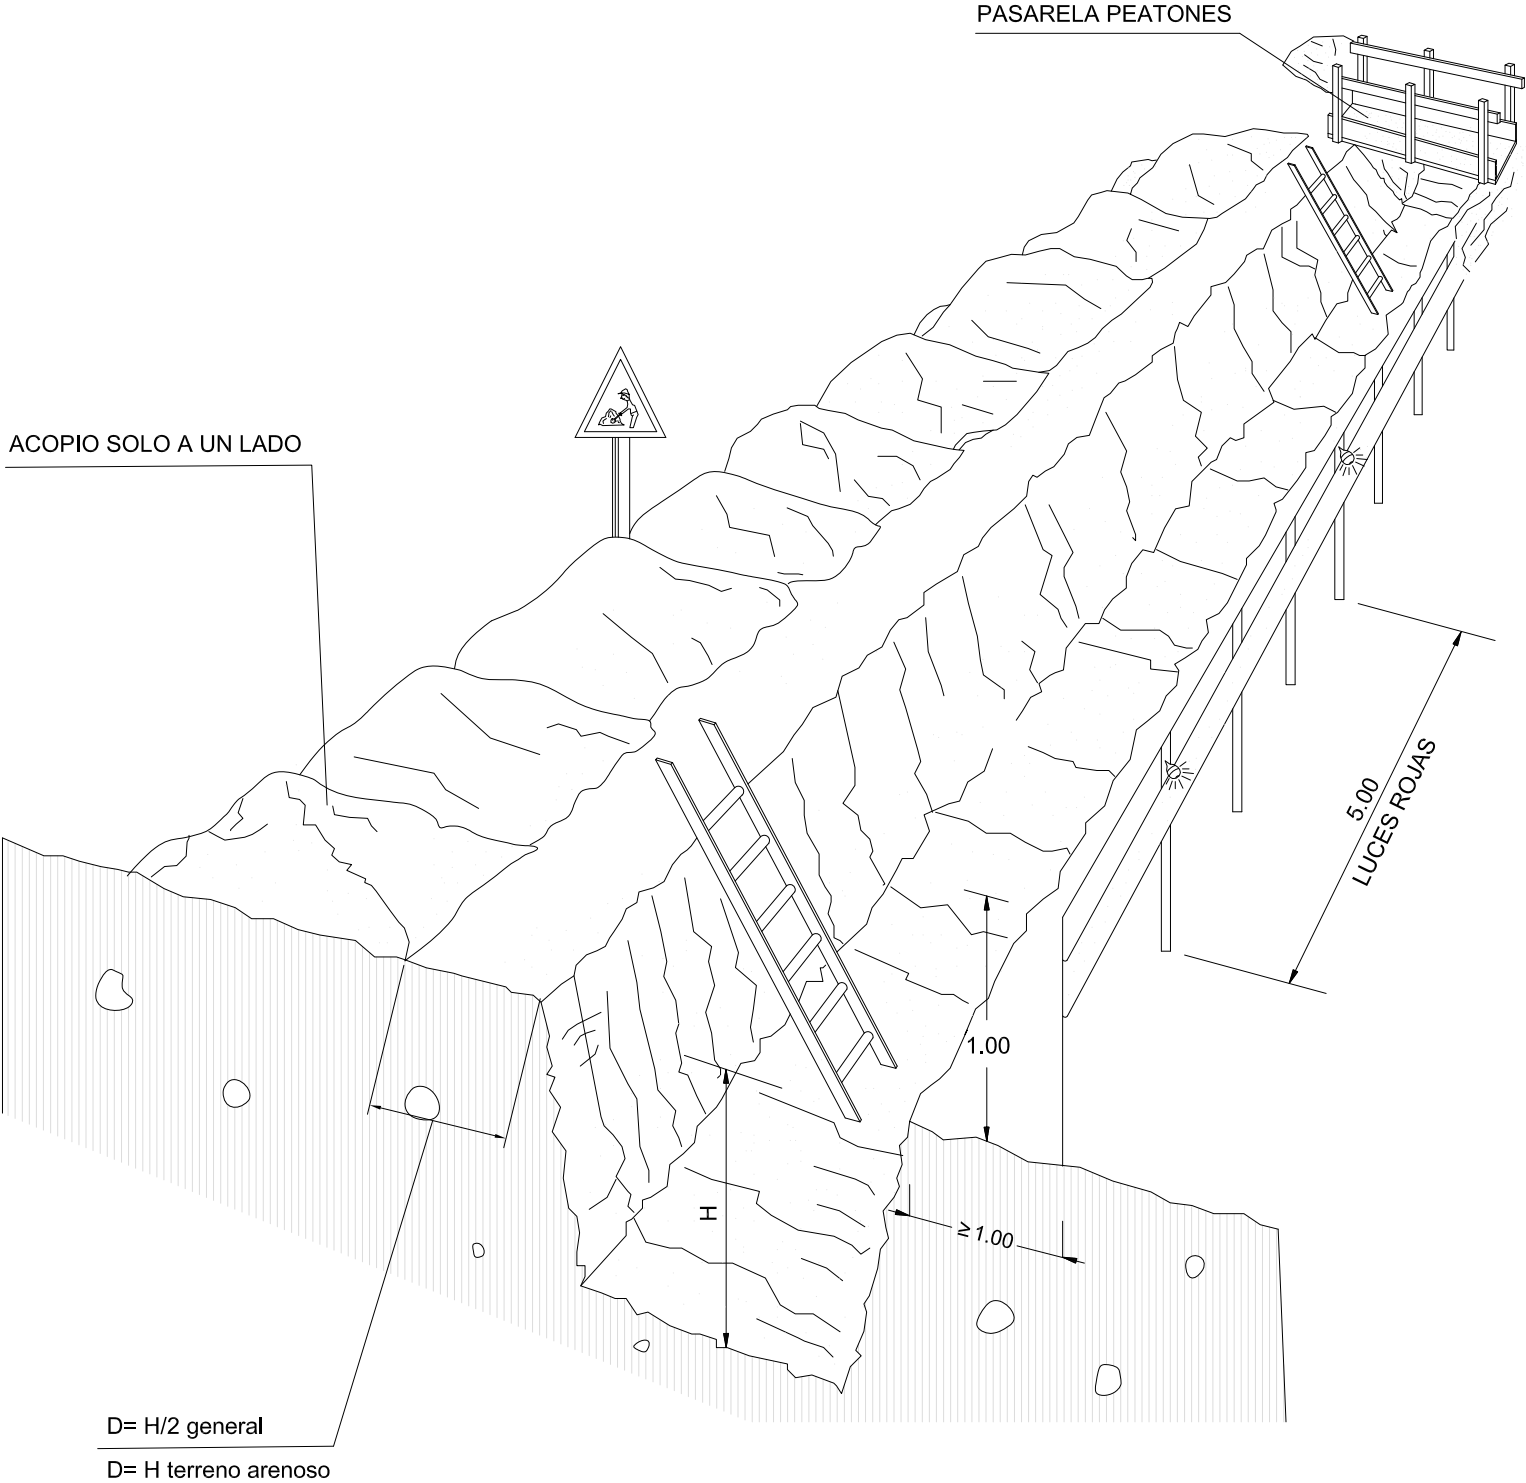 PASARELA PEATONES
ACOPIO SOLO A UN LADO
5.00
LUCES ROJAS
1.00
H
≥ 1.00
D= H/2 general
D= H terreno arenoso